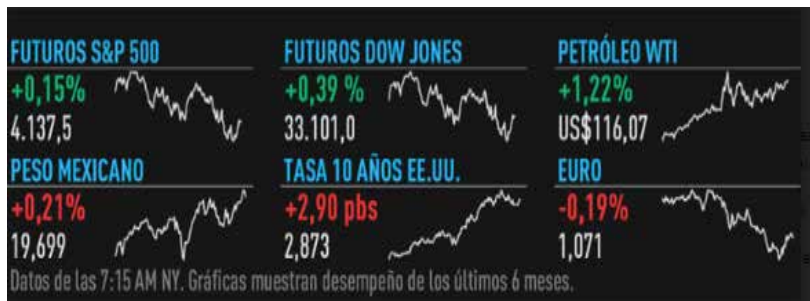 FUTUROS S&P 500 FUTUROS DOW JONES PETRÓLEO WTI
+0,15% +0,39 % +1,22%
4.137,5 33.101,0 US$116,07
PESO MEXICANO TASA 10 AÑOS EE.UU. EURO
+0,21% +2,90 pbs -0,19%
19,699 2,873 1,071
Datos de las 7:15 AM NY. Gráficas muestran desempeño de los últimos 6 meses.